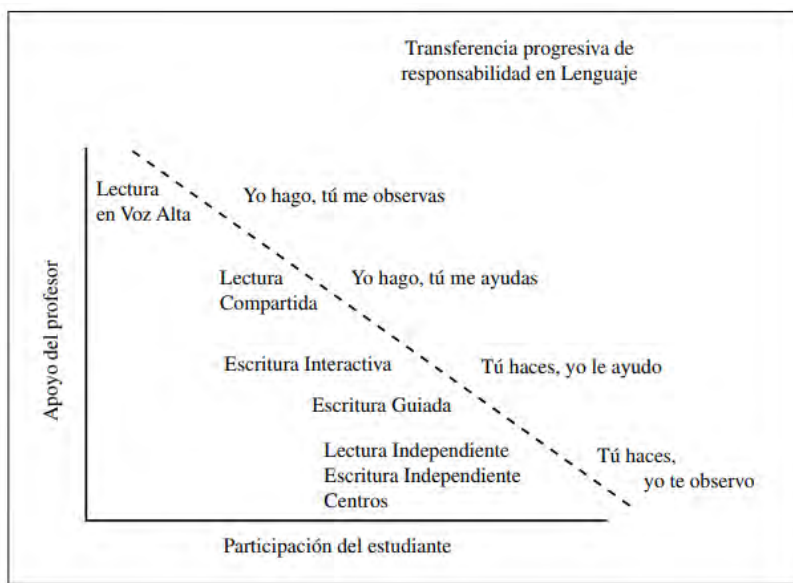 Transferencia progresiva de
responsabilidad en Lenguaje
Lectura
en Voz Alta
Yo hago, tú me observas
Lectura
Compartida
Yo hago, tú me ayudas
Escritura Interactiva
Tú haces, yo le ayudo
Escritura Guiada
Lectura Independiente
Escritura Independiente
Centros
Tú haces,
yo te observo
Apoyo del profesor
Participación del estudiante